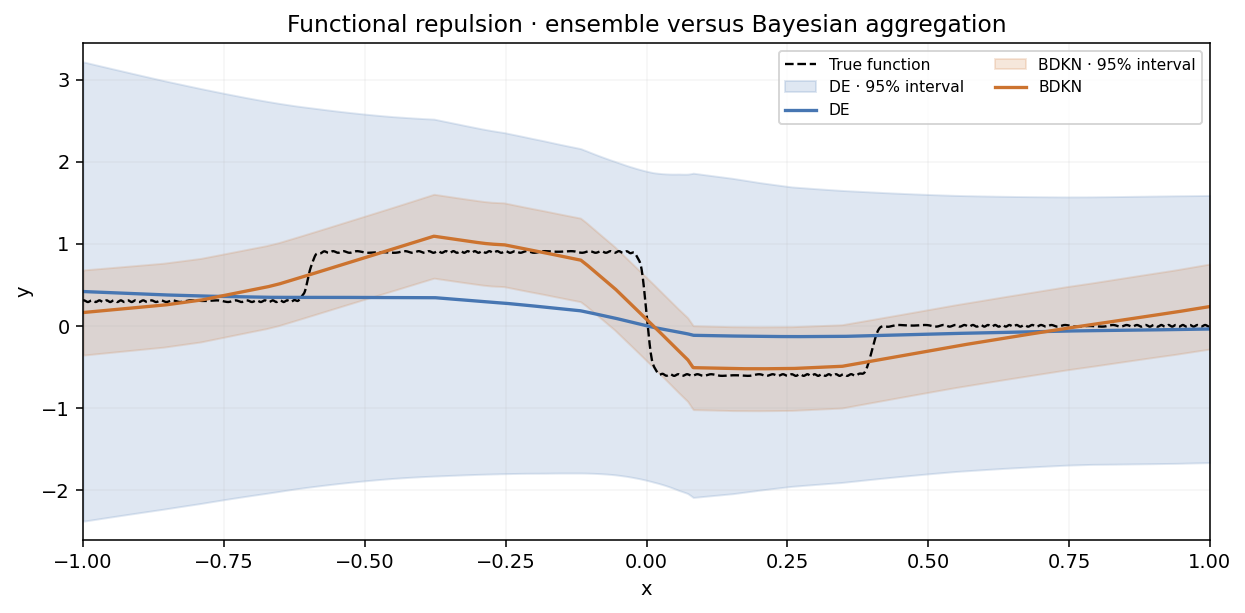 Functional repulsion · ensemble versus Bayesian aggregation
True function
DE · 95% interval
DE
BDKN · 95% interval
BDKN
y
3
2
1
0
−1
−2
−1.00 −0.75 −0.50 −0.25 0.00 0.25 0.50 0.75 1.00
x